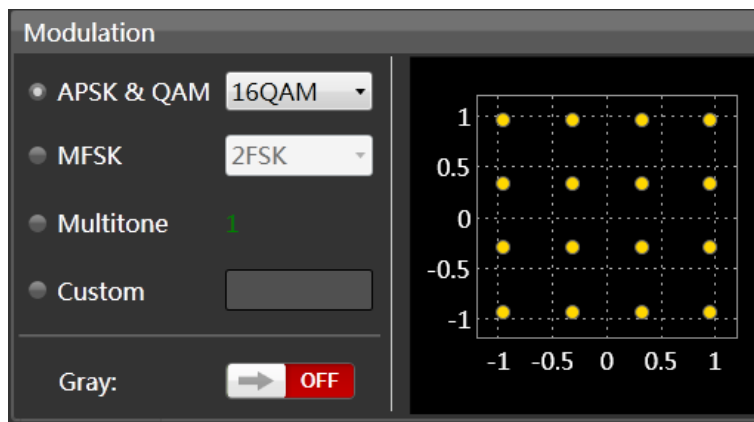 Modulation
APSK & QAM 16QAM
MFSK 2FSK
Multitone 1
Custom
Gray: OFF
1
0.5
0
-0.5
-1
-1 -0.5 0 0.5 1